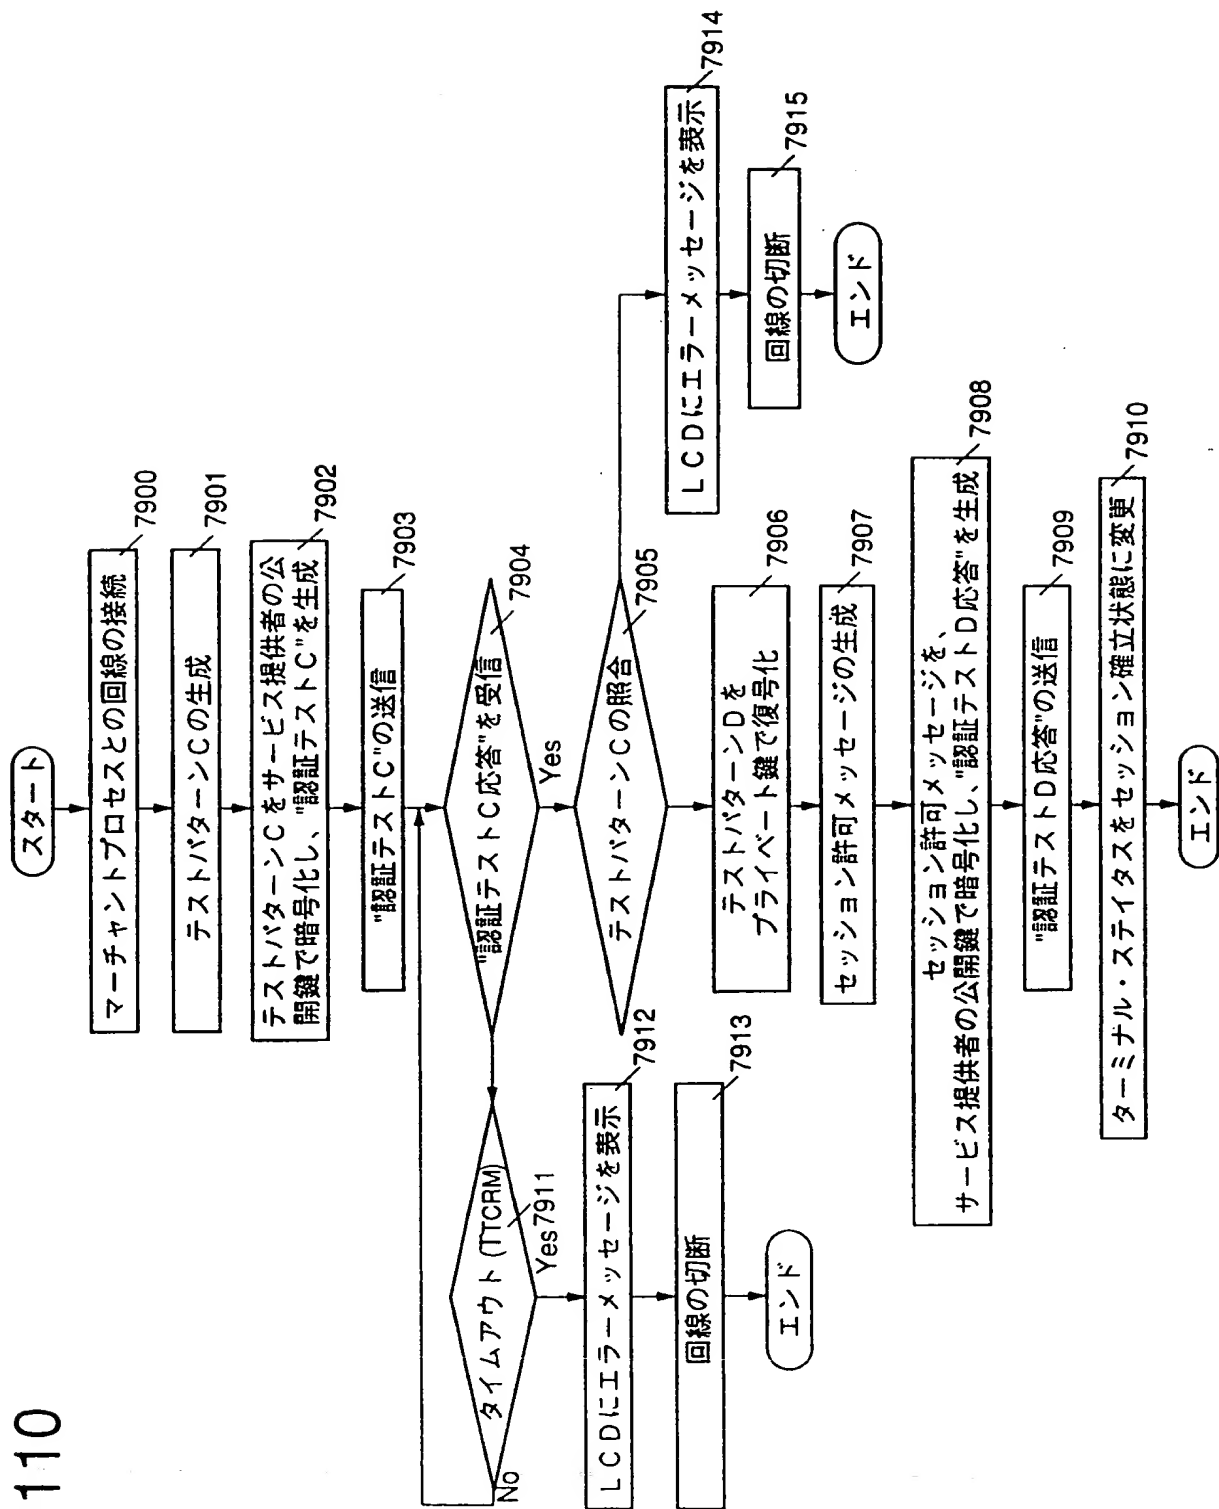 110
スタート
マーチャントプロセスとの回線の接続
7900
テストパターンCの生成
7901
テストパターンCをサービス提供者の公
開鍵で暗号化し、"認証テストC"を生成
7902
"認証テストC"の送信
7903
"認証テストC応答"を受信
7904
Yes
テストパターンCの照合
7905
テストパターンDを
プライベート鍵で復号化
7906
セッション許可メッセージの生成
7907
セッション許可メッセージを、
サービス提供者の公開鍵で暗号化し、"認証テストD応答"を生成
7908
"認証テストD応答"の送信
7909
ターミナル・ステイタスをセッション確立状態に変更
7910
エンド
タイムアウト(TTCRM)
7911
No
Yes
LCDにエラーメッセージを表示
7912
回線の切断
7913
エンド
LCDにエラーメッセージを表示
7914
回線の切断
7915
エンド